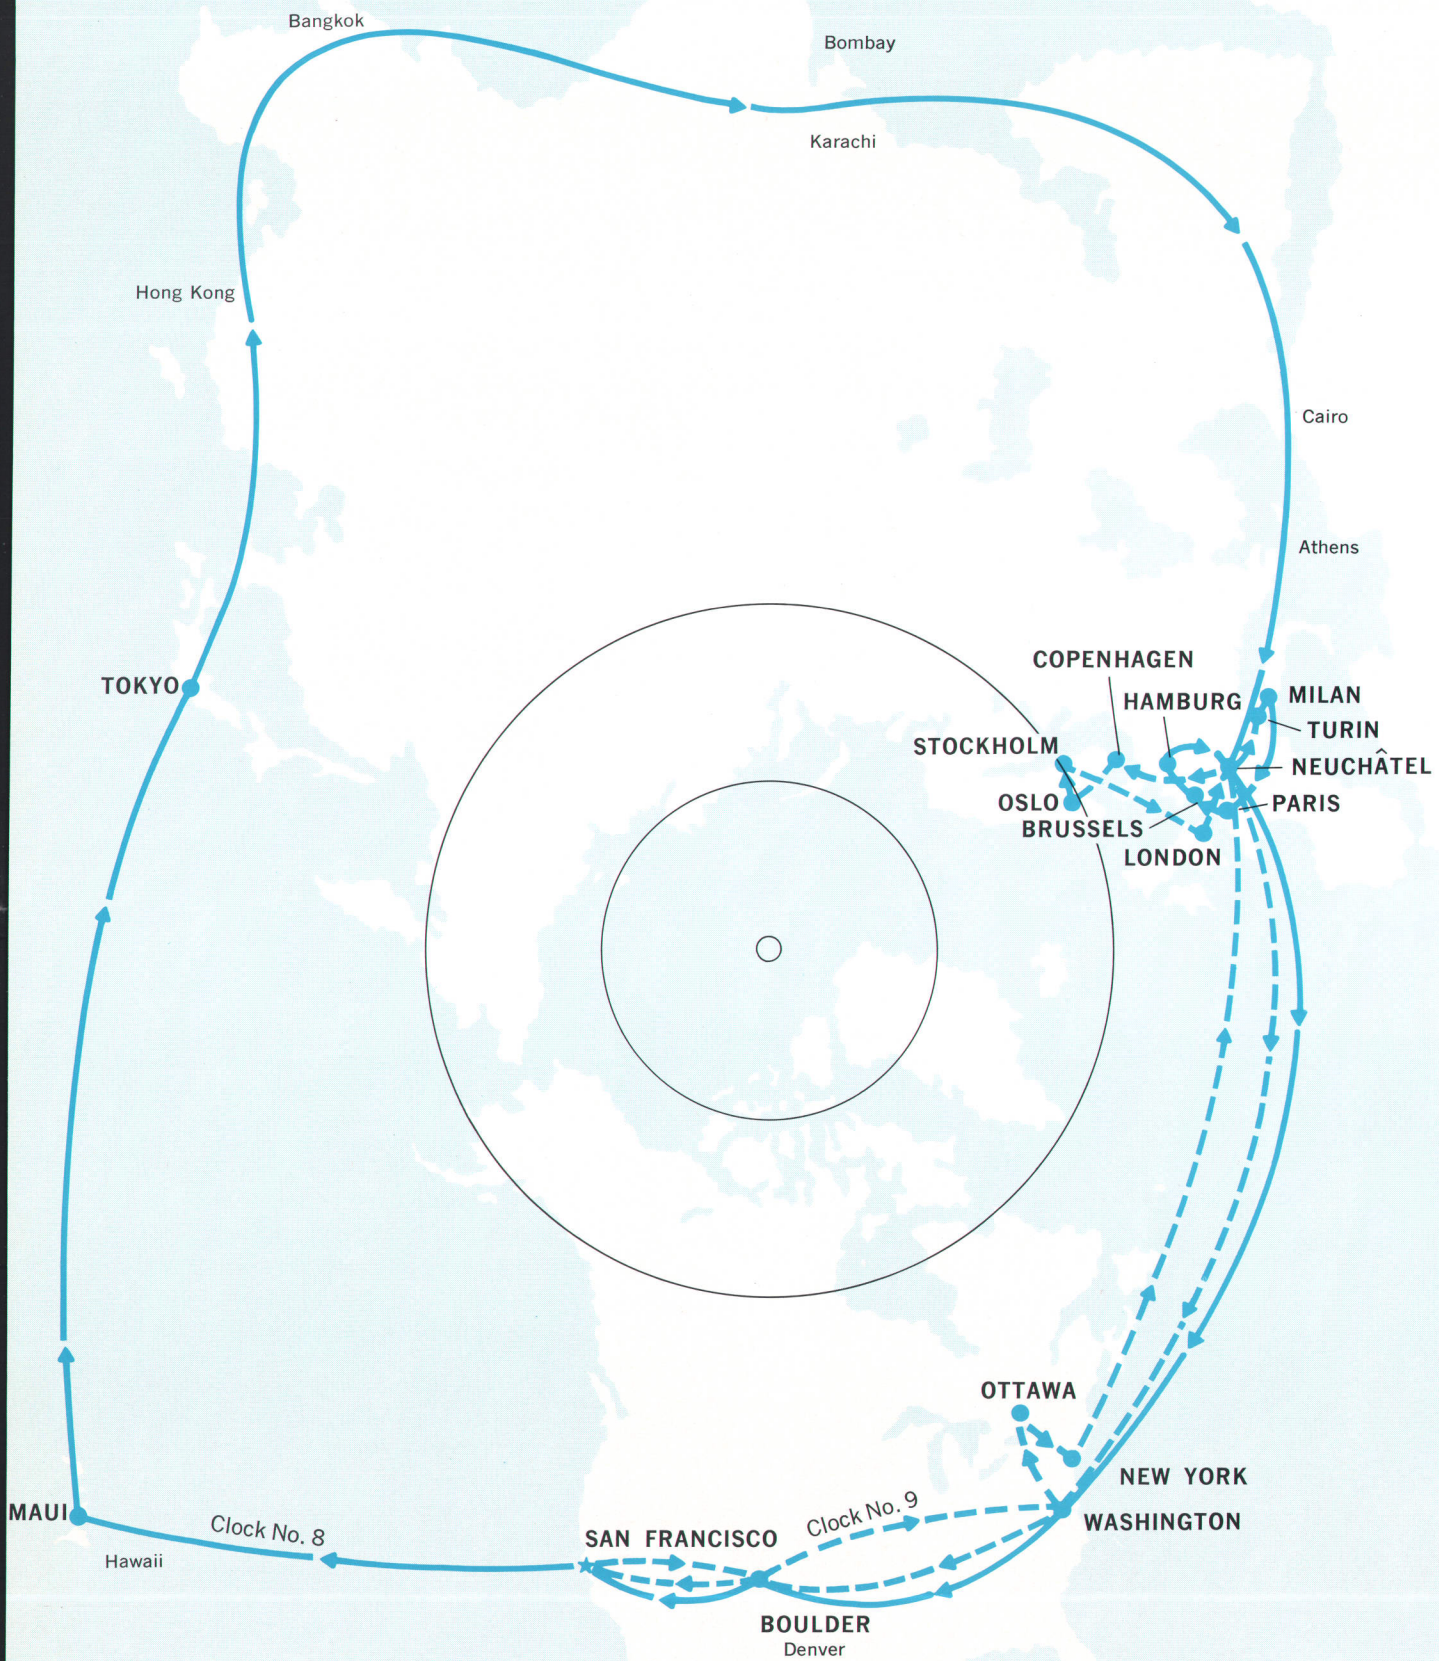 Bangkok
Bombay
Karachi
Hong Kong
Cairo
Athens
COPENHAGEN
TOKYO
HAMBURG
MILAN
TURIN
STOCKHOLM
NEUCHÂTEL
OSLO
PARIS
BRUSSELS
LONDON
OTTAWA
NEW YORK
MAUI
Clock No. 8
Clock No. 9
WASHINGTON
SAN FRANCISCO
Hawaii
BOULDER
Denver